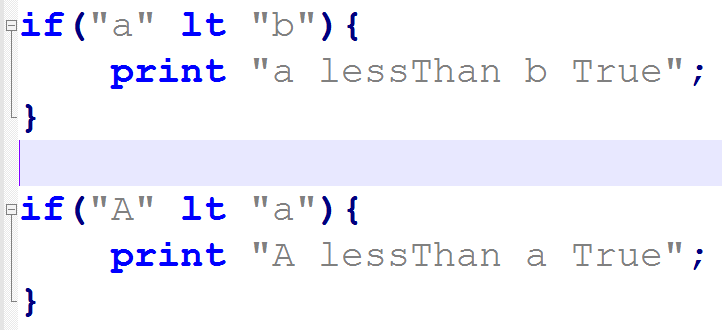 if("a" lt "b"){
    print "a lessThan b True";
}
if("A" lt "a"){
    print "A lessThan a True";
}